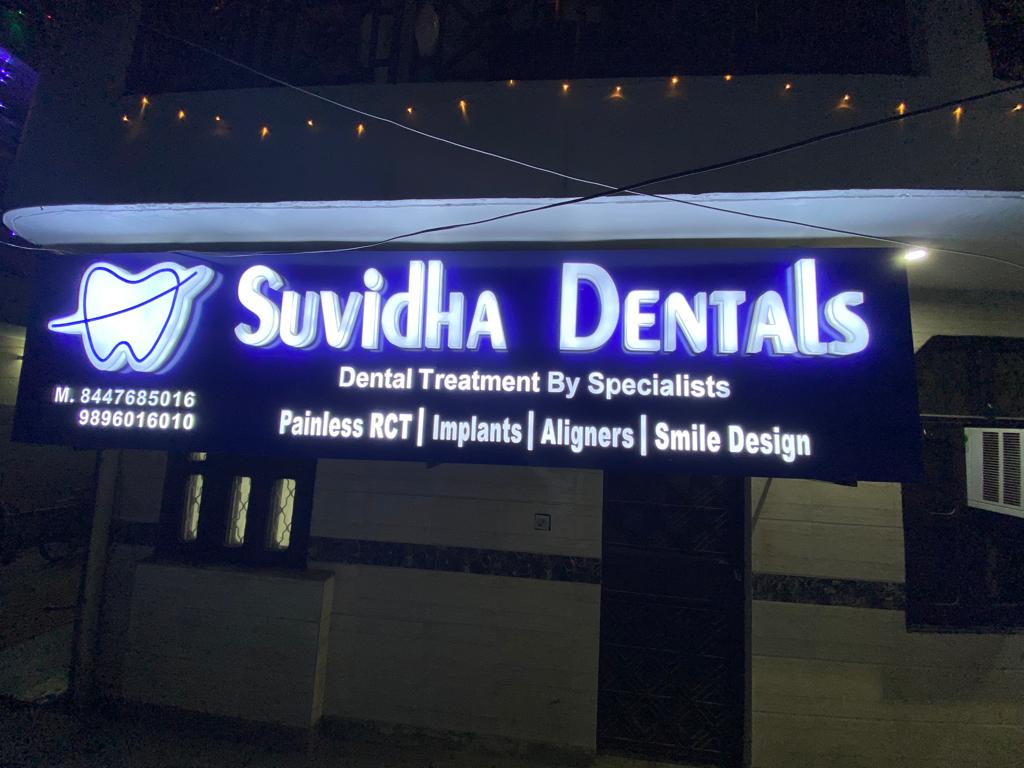 Suvidha Dentals
Dental Treatment By Specialists
Painless RCT | Implants | Aligners | Smile Design
M. 8447685016
9896016010